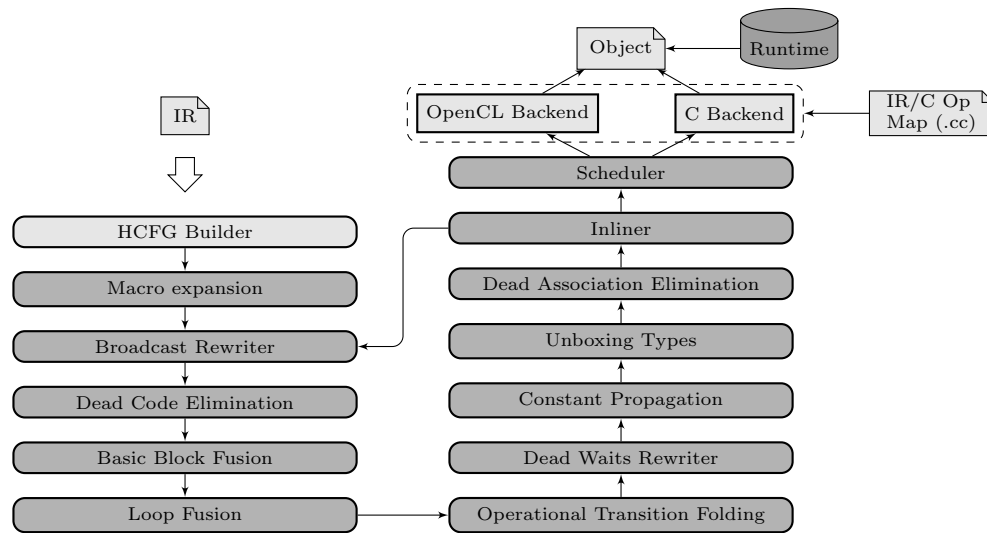 Object
Runtime
IR
OpenCL Backend
C Backend
IR/C Op
Map (.cc)
Scheduler
HCFG Builder
Inliner
Macro expansion
Dead Association Elimination
Broadcast Rewriter
Unboxing Types
Dead Code Elimination
Constant Propagation
Basic Block Fusion
Dead Waits Rewriter
Loop Fusion
Operational Transition Folding